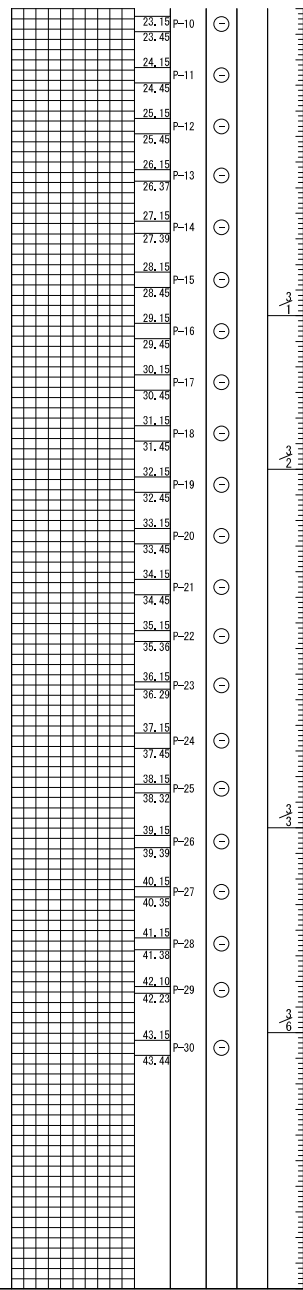 23.15 P-10 ⊖
23.45
24.15 P-11 ⊖
24.45
25.15 P-12 ⊖
25.45
26.15 P-13 ⊖
26.37
27.15 P-14 ⊖
27.39
28.15 P-15 ⊖
28.45
3/1
29.15 P-16 ⊖
29.45
30.15 P-17 ⊖
30.45
31.15 P-18 ⊖
31.45
3/2
32.15 P-19 ⊖
32.45
33.15 P-20 ⊖
33.45
34.15 P-21 ⊖
34.45
35.15 P-22 ⊖
35.36
36.15 P-23 ⊖
36.29
37.15 P-24 ⊖
37.45
38.15 P-25 ⊖
38.32
3/3
39.15 P-26 ⊖
39.39
40.15 P-27 ⊖
40.35
41.15 P-28 ⊖
41.38
42.10 P-29 ⊖
42.23
3/6
43.15 P-30 ⊖
43.44